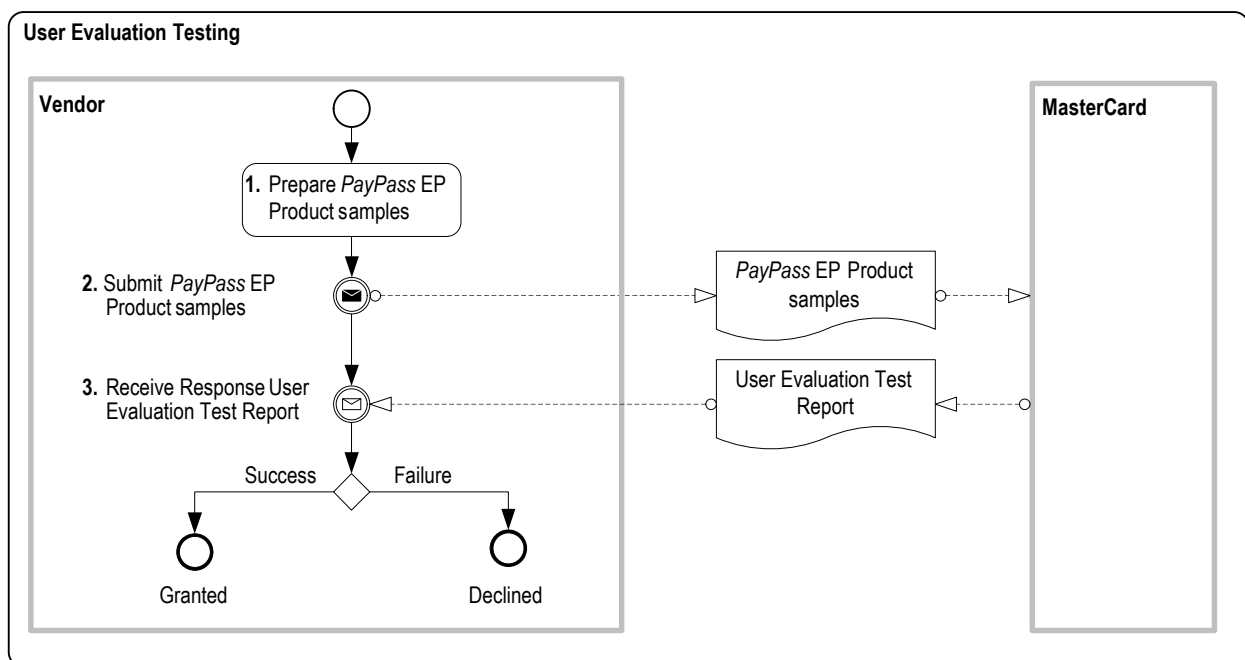 User Evaluation Testing
Vendor
MasterCard
1. Prepare PayPass EP
Product samples
2. Submit PayPass EP
Product samples
PayPass EP Product
samples
3. Receive Response User
Evaluation Test Report
User Evaluation Test
Report
Success
Failure
Granted
Declined